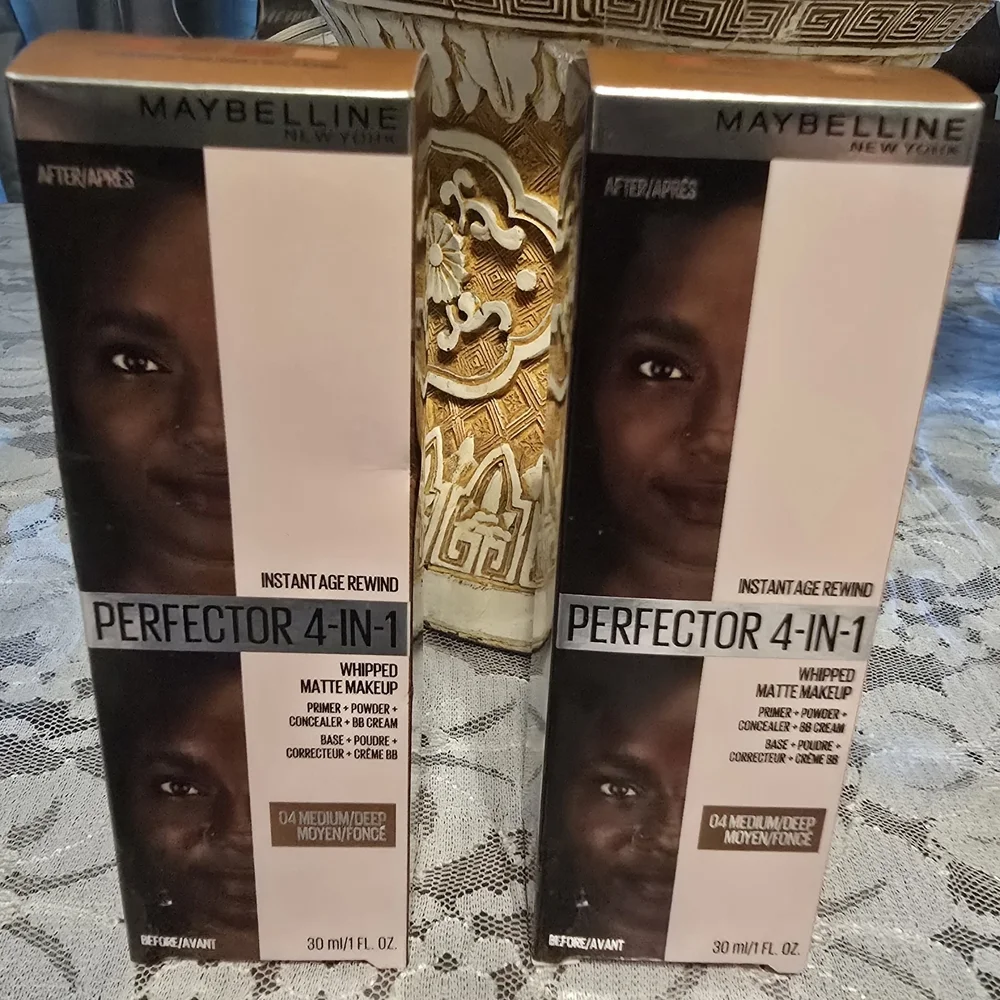 MAYBELLINE
NEW YORK
AFTER/APRÈS
INSTANT AGE REWIND
PERFECTOR 4-IN-1
WHIPPED
MATTE MAKEUP
PRIMER + POWDER +
CONCEALER + BB CREAM
BASE + POUDRE +
CORRECTEUR + CRÈME BB
04 MEDIUM/DEEP
MOYEN/FONCÉ
BEFORE/AVANT
30 ml/1 FL. OZ.
MAYBELLINE
NEW YORK
AFTER/APRÈS
INSTANT AGE REWIND
PERFECTOR 4-IN-1
WHIPPED
MATTE MAKEUP
PRIMER + POWDER +
CONCEALER + BB CREAM
BASE + POUDRE +
CORRECTEUR + CRÈME BB
04 MEDIUM/DEEP
MOYEN/FONCÉ
BEFORE/AVANT
30 ml/1 FL. OZ.